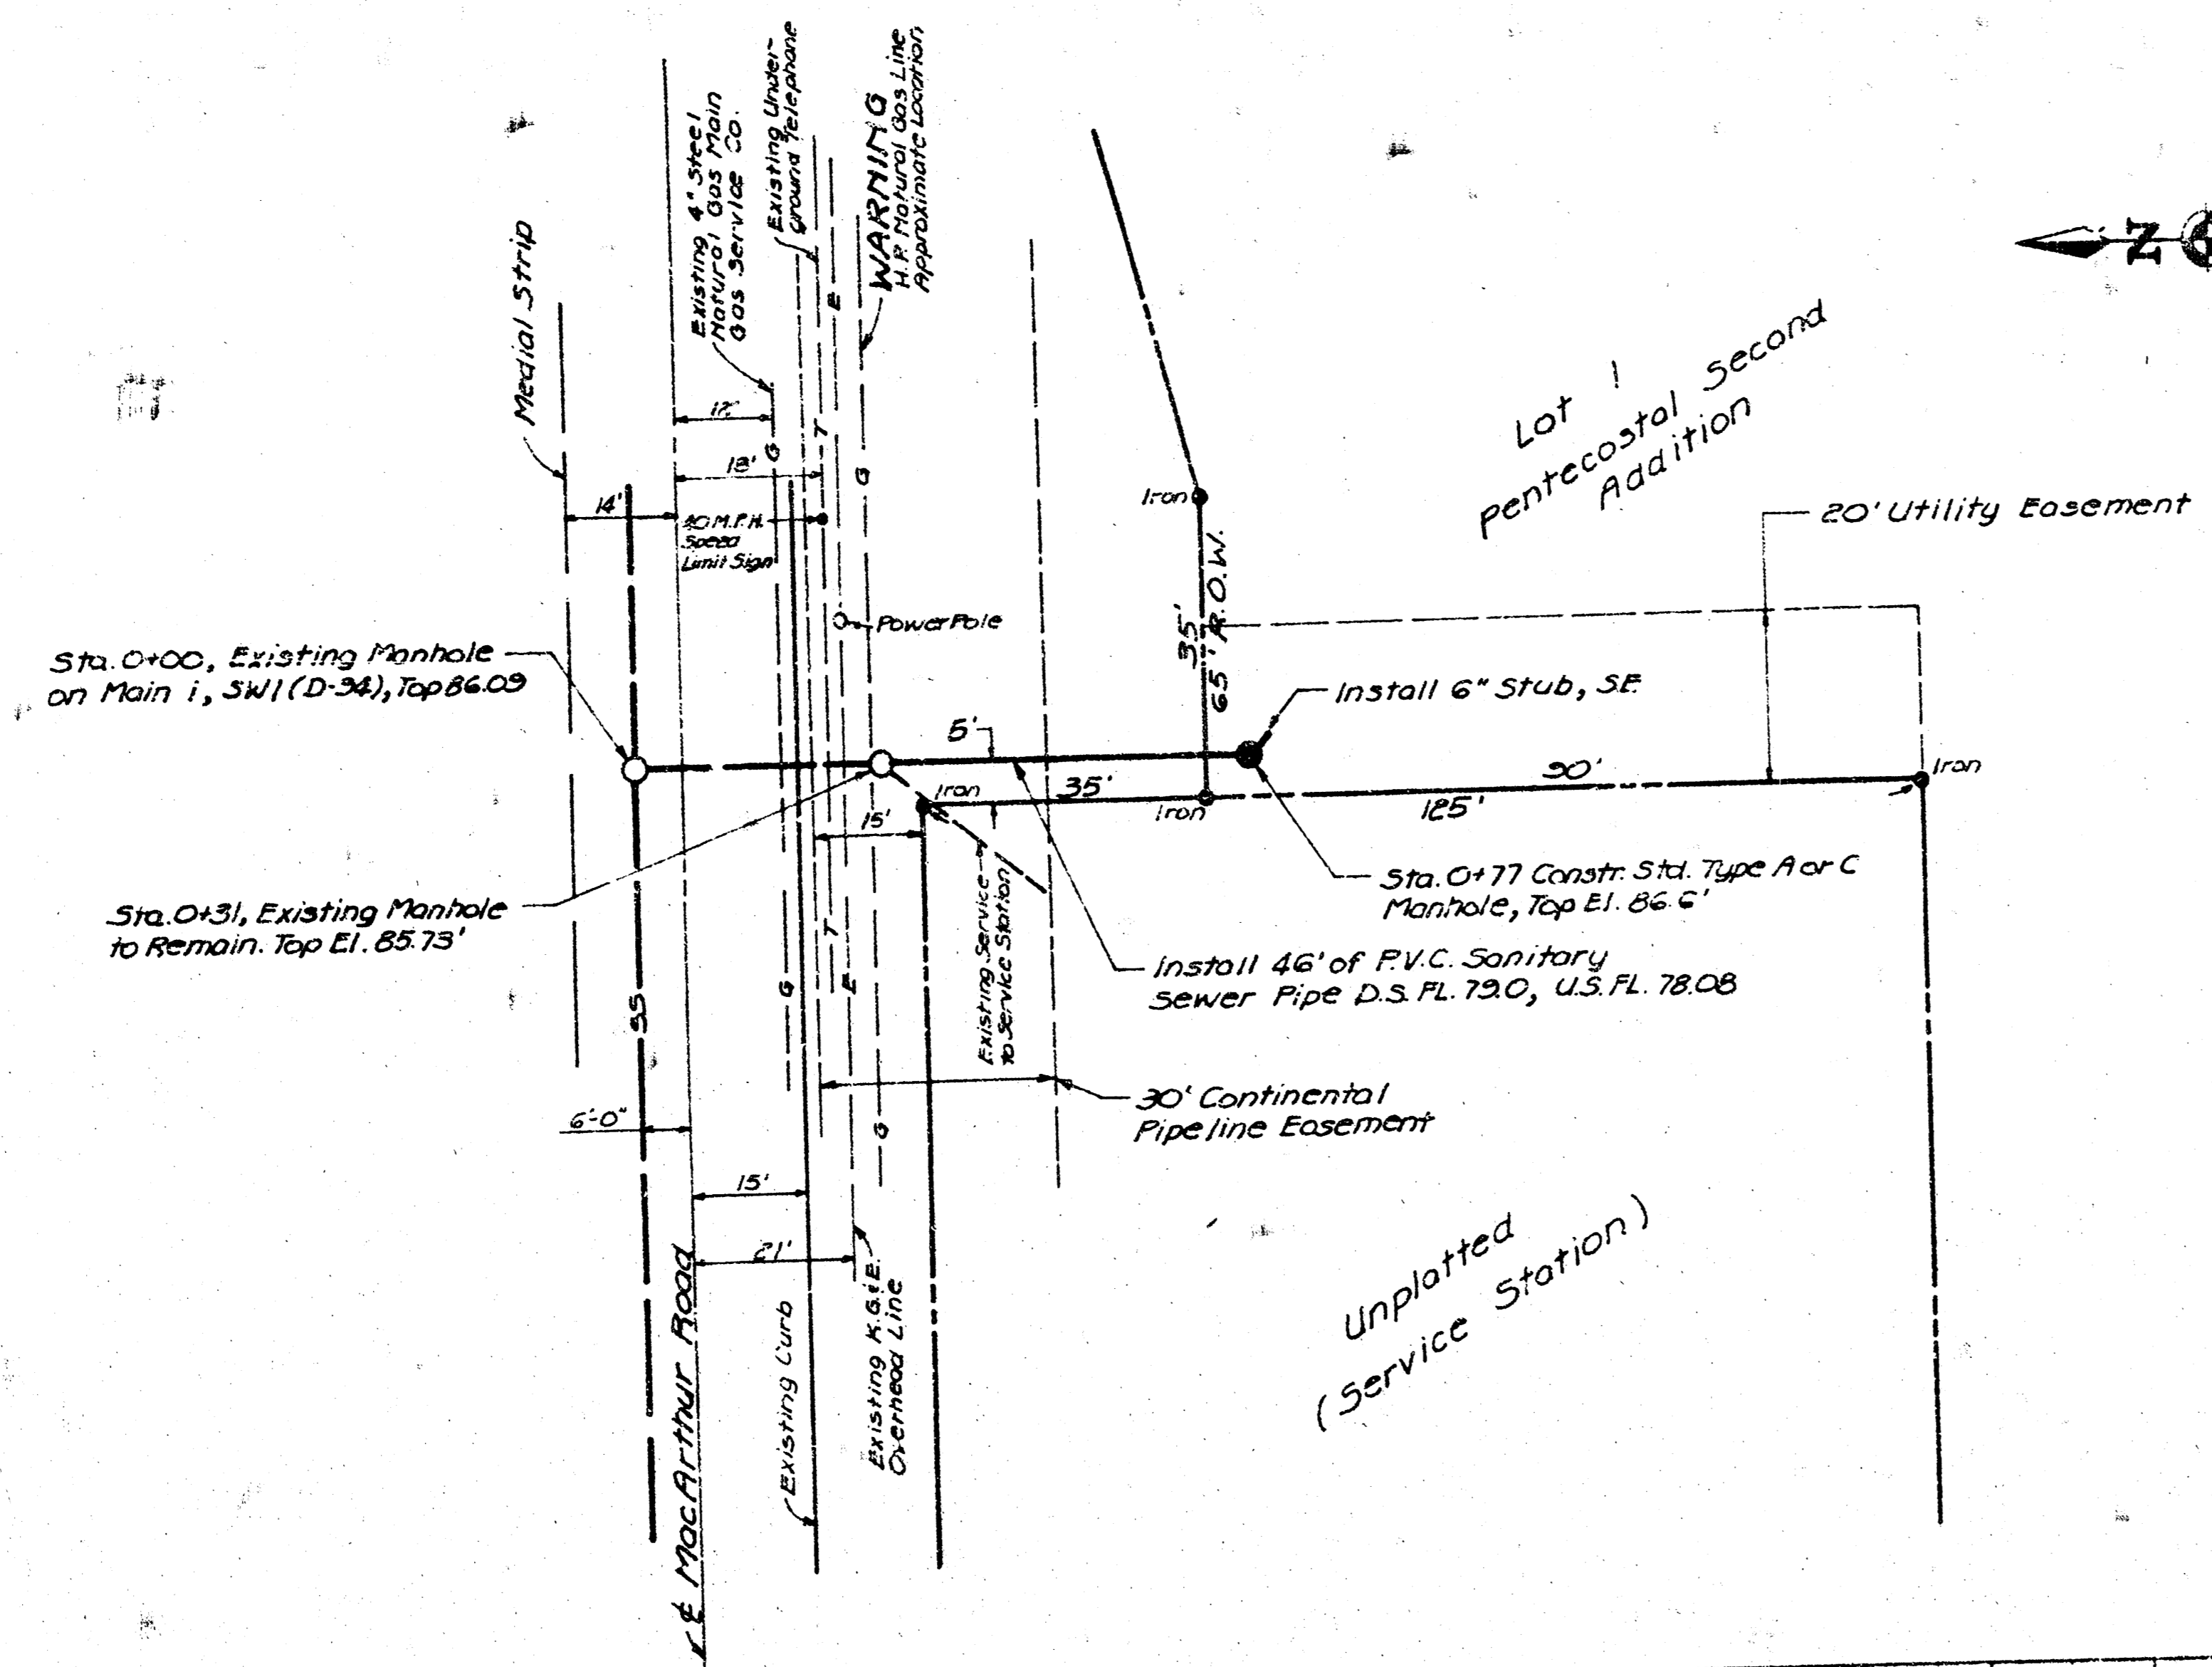 Medial Strip
Existing 4" Steel
Natural Gas Main
Gas Service Co.
Existing Under-
ground Telephone
WARNING
H.P. Natural Gas Line
Approximate Location
N
Lot 1
Pentecostal Second
Addition
20' Utility Easement
12'
18'
14'
40 M.P.H.
Speed
Limit Sign
G
T
E
G
Iron
35'
65' R.O.W.
Power Pole
Sta. 0+00, Existing Manhole
on Main 1, SW1 (D-94), Top 86.09
Install 6" Stub, S.E.
5'
Iron
35'
Iron
90'
125'
Iron
15'
Sta. 0+31, Existing Manhole
to Remain. Top El. 85.73'
Existing Service
to Service Station
Sta. 0+77 Constr. Std. Type A or C
Manhole, Top El. 86.6'
Install 46' of P.V.C. Sanitary
Sewer Pipe D.S. FL. 79.0, U.S. FL. 78.08
SS
G
T
E
G
30' Continental
Pipeline Easement
6'-0"
15'
21'
℄ MacArthur Road
Existing Curb
Existing K.G.&E.
Overhead Line
Unplatted
(Service Station)